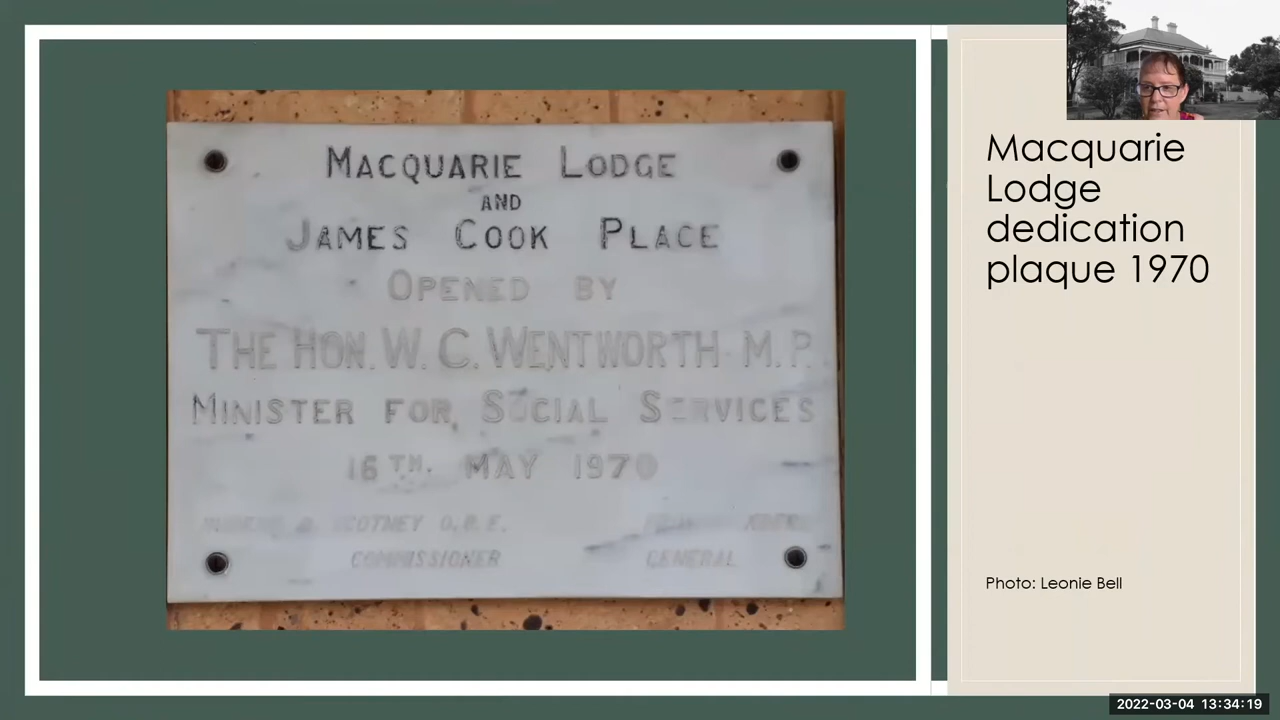 MACQUARIE LODGE
AND
JAMES COOK PLACE
OPENED BY
THE HON. W. C. WENTWORTH M. P.
MINISTER FOR SOCIAL SERVICES
16TH. MAY 1970
SCOTNEY O.B.E.
COMMISSIONER GENERAL
Macquarie
Lodge
dedication
plaque 1970
Photo: Leonie Bell
2022-03-04 13:34:19